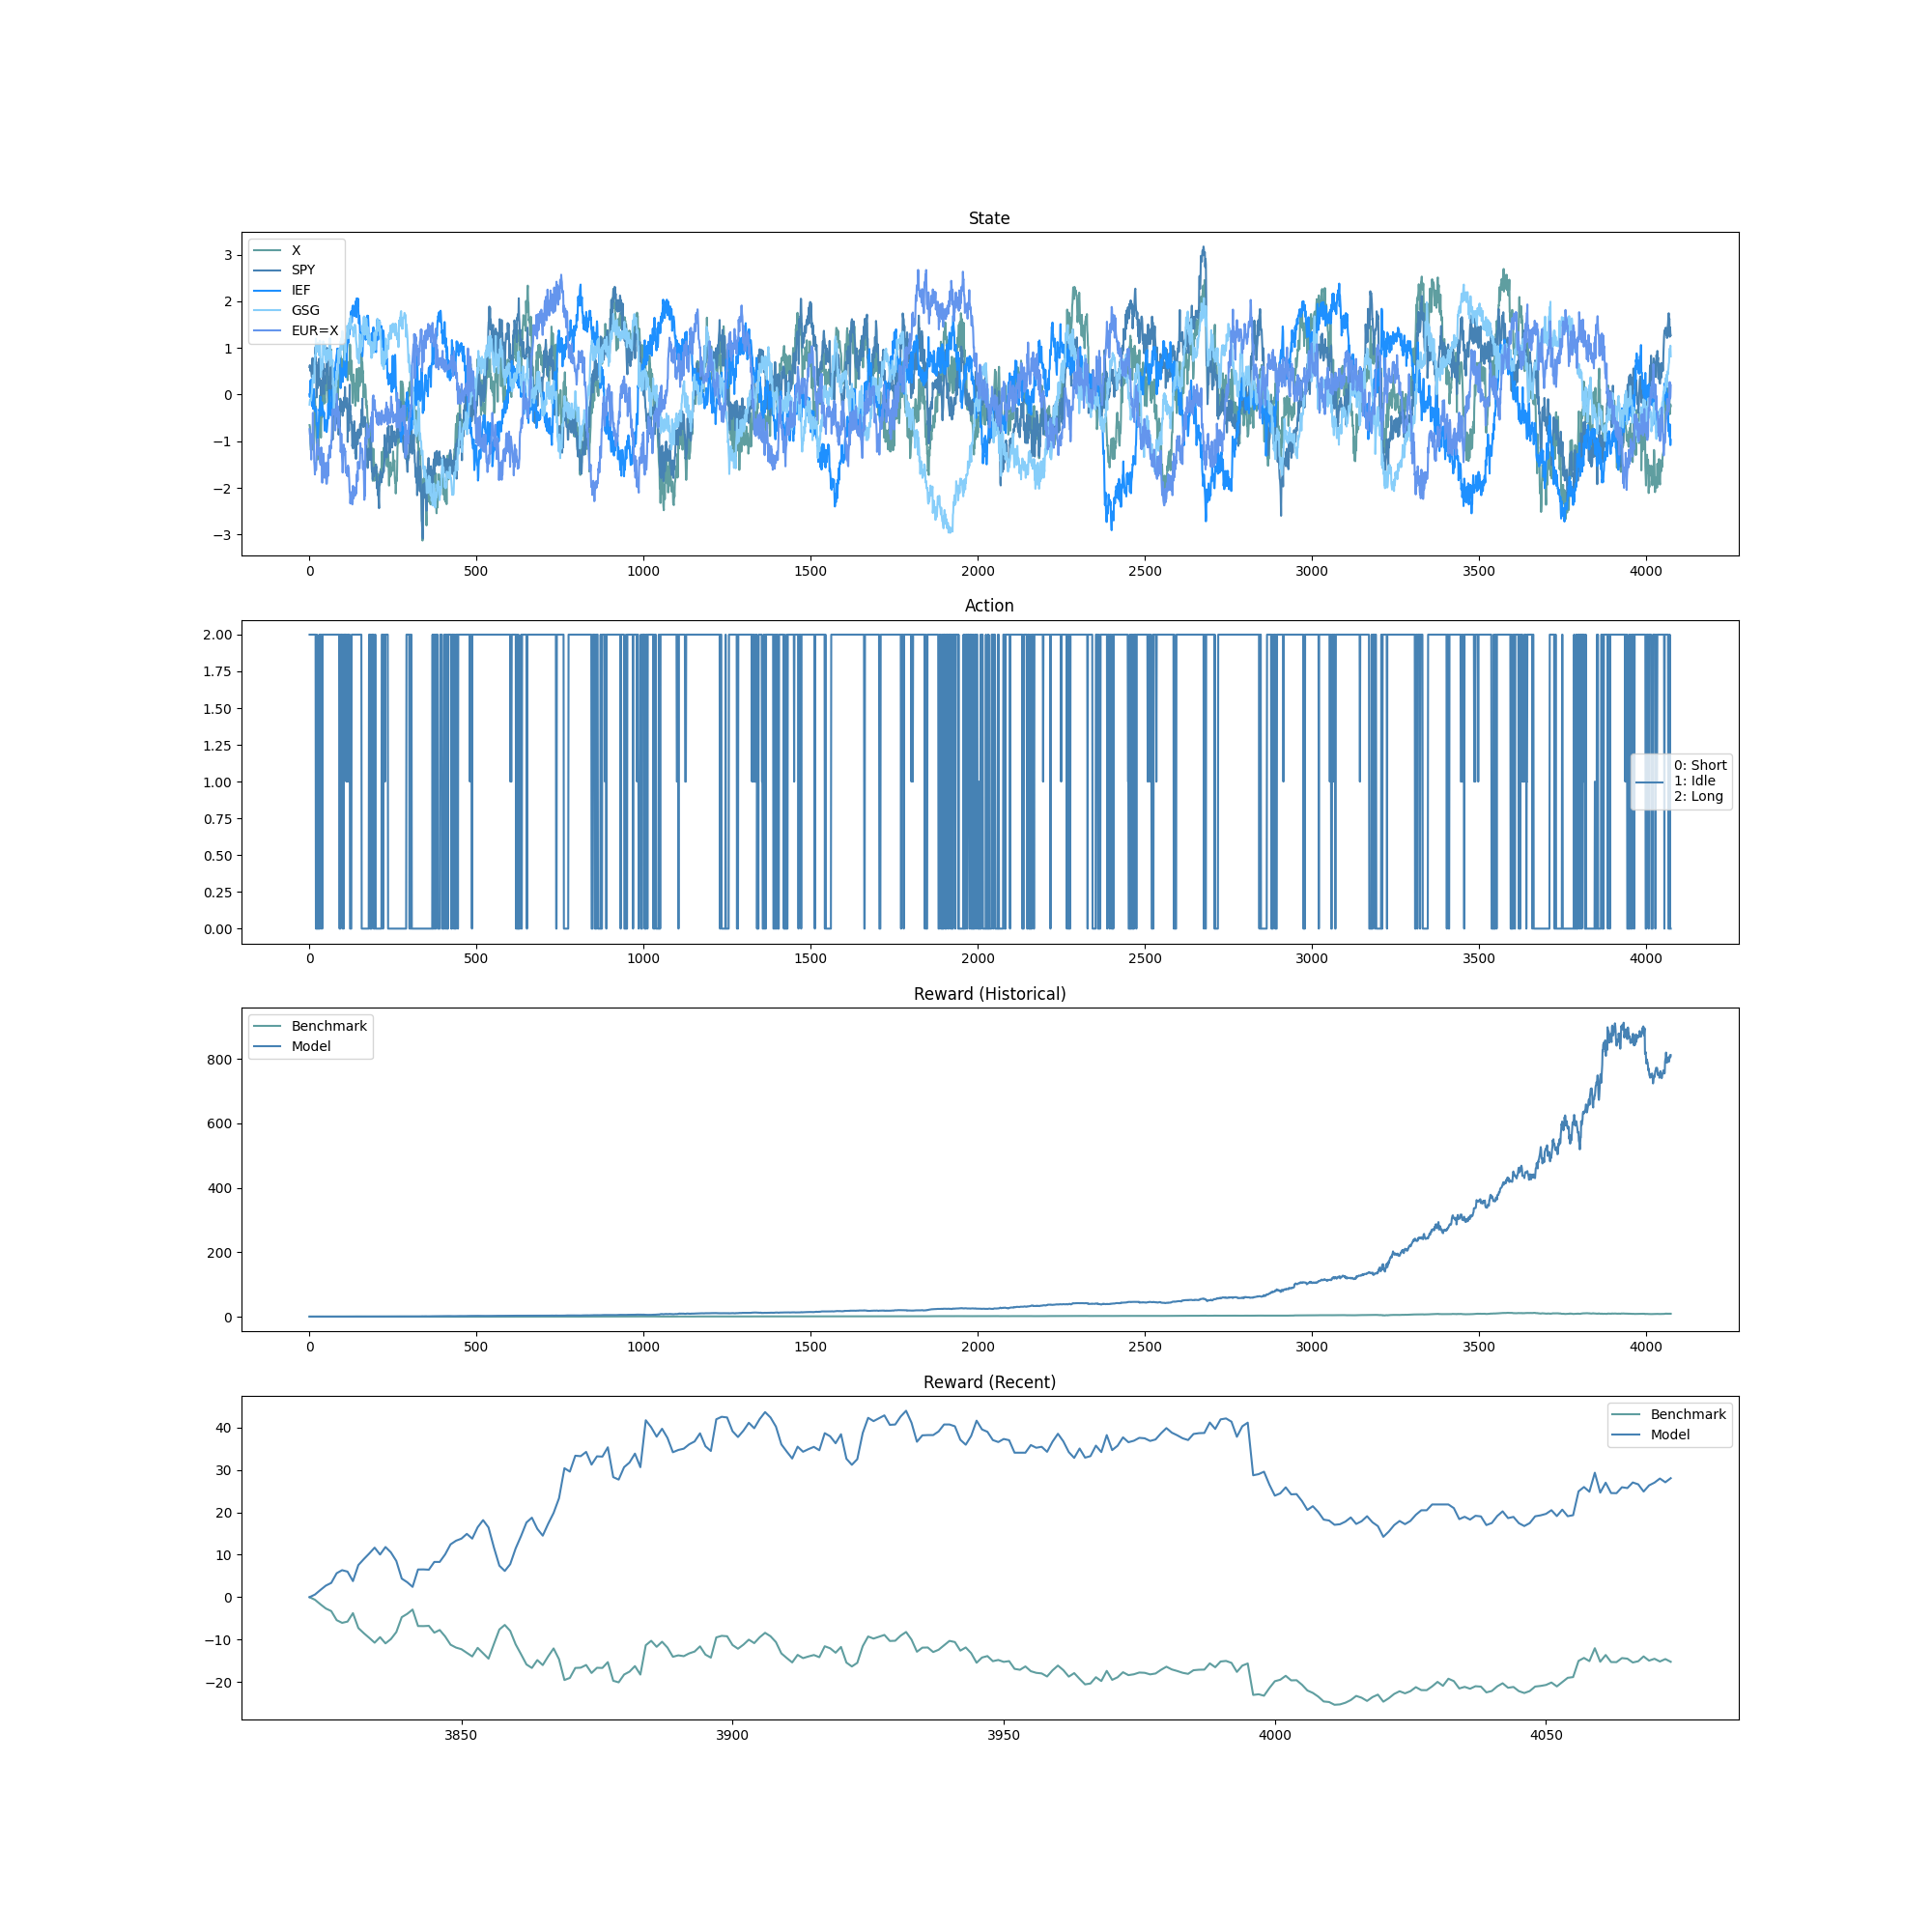 State
X
SPY
IEF
GSG
EUR=X
3
2
1
0
−1
−2
−3
0 500 1000 1500 2000 2500 3000 3500 4000
Action
2.00
1.75
1.50
1.25
1.00
0.75
0.50
0.25
0.00
0: Short
1: Idle
2: Long
0 500 1000 1500 2000 2500 3000 3500 4000
Reward (Historical)
Benchmark
Model
800
600
400
200
0
0 500 1000 1500 2000 2500 3000 3500 4000
Reward (Recent)
Benchmark
Model
40
30
20
10
0
−10
−20
3850 3900 3950 4000 4050